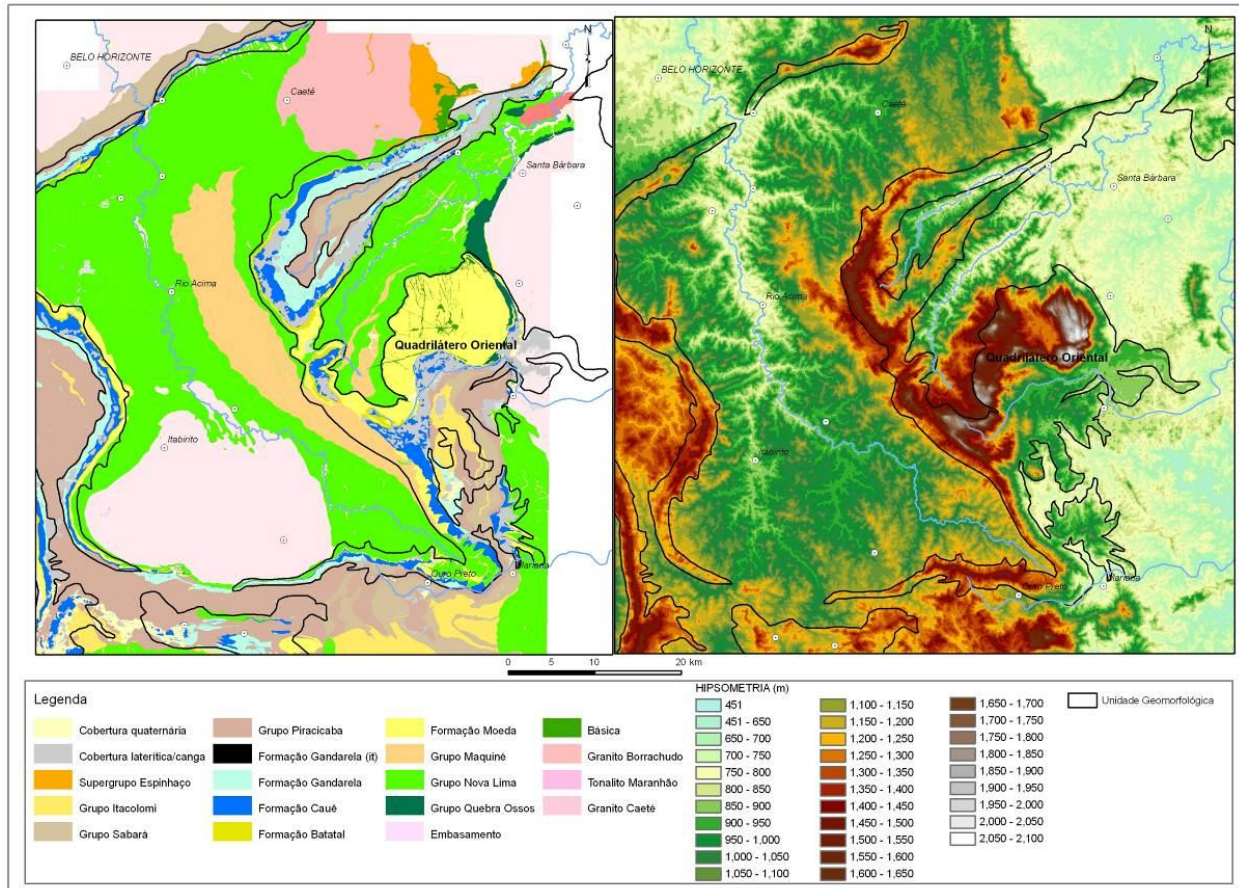 N
BELO HORIZONTE
Caeté
Santa Bárbara
Rio Acima
Quadrilátero Oriental
Itabirito
Ouro Preto
Mariana
N
BELO HORIZONTE
Caeté
Santa Bárbara
Rio Acima
Quadrilátero Oriental
Itabirito
Ouro Preto
Mariana
0 5 10 20 km
Legenda
Cobertura quaternária
Cobertura laterítica/canga
Supergrupo Espinhaço
Grupo Itacolomi
Grupo Sabará
Grupo Piracicaba
Formação Gandarela (it)
Formação Gandarela
Formação Cauê
Formação Batatal
Formação Moeda
Grupo Maquiné
Grupo Nova Lima
Grupo Quebra Ossos
Embasamento
Básica
Granito Borrachudo
Tonalito Maranhão
Granito Caeté
HIPSOMETRIA (m)
451
451 - 650
650 - 700
700 - 750
750 - 800
800 - 850
850 - 900
900 - 950
950 - 1,000
1,000 - 1,050
1,050 - 1,100
1,100 - 1,150
1,150 - 1,200
1,200 - 1,250
1,250 - 1,300
1,300 - 1,350
1,350 - 1,400
1,400 - 1,450
1,450 - 1,500
1,500 - 1,550
1,550 - 1,600
1,600 - 1,650
1,650 - 1,700
1,700 - 1,750
1,750 - 1,800
1,800 - 1,850
1,850 - 1,900
1,900 - 1,950
1,950 - 2,000
2,000 - 2,050
2,050 - 2,100
Unidade Geomorfológica